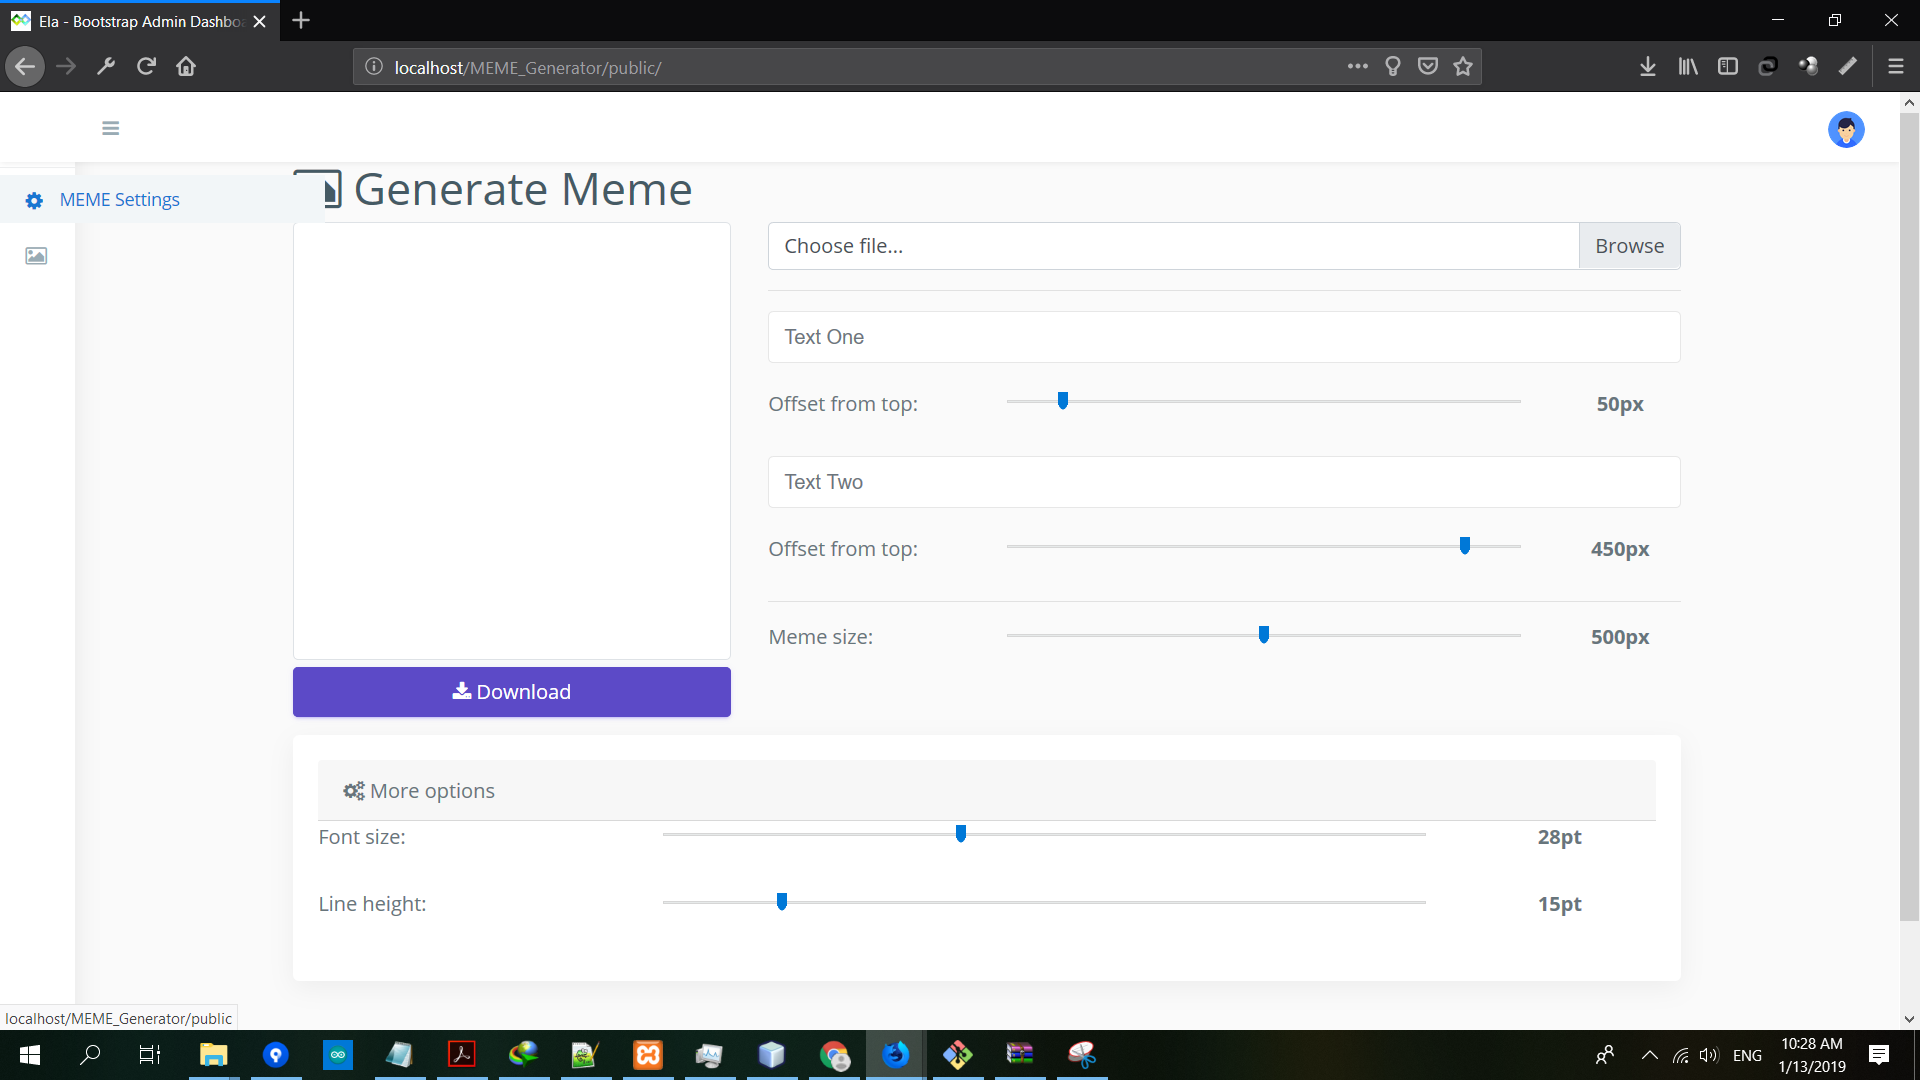 Ela - Bootstrap Admin Dashbo
localhost/MEME_Generator/public/
MEME Settings
Generate Meme
Choose file...
Browse
Text One
Offset from top:
50px
Text Two
Offset from top:
450px
Meme size:
500px
Download
More options
Font size:
28pt
Line height:
15pt
localhost/MEME_Generator/public
ENG
10:28 AM
1/13/2019